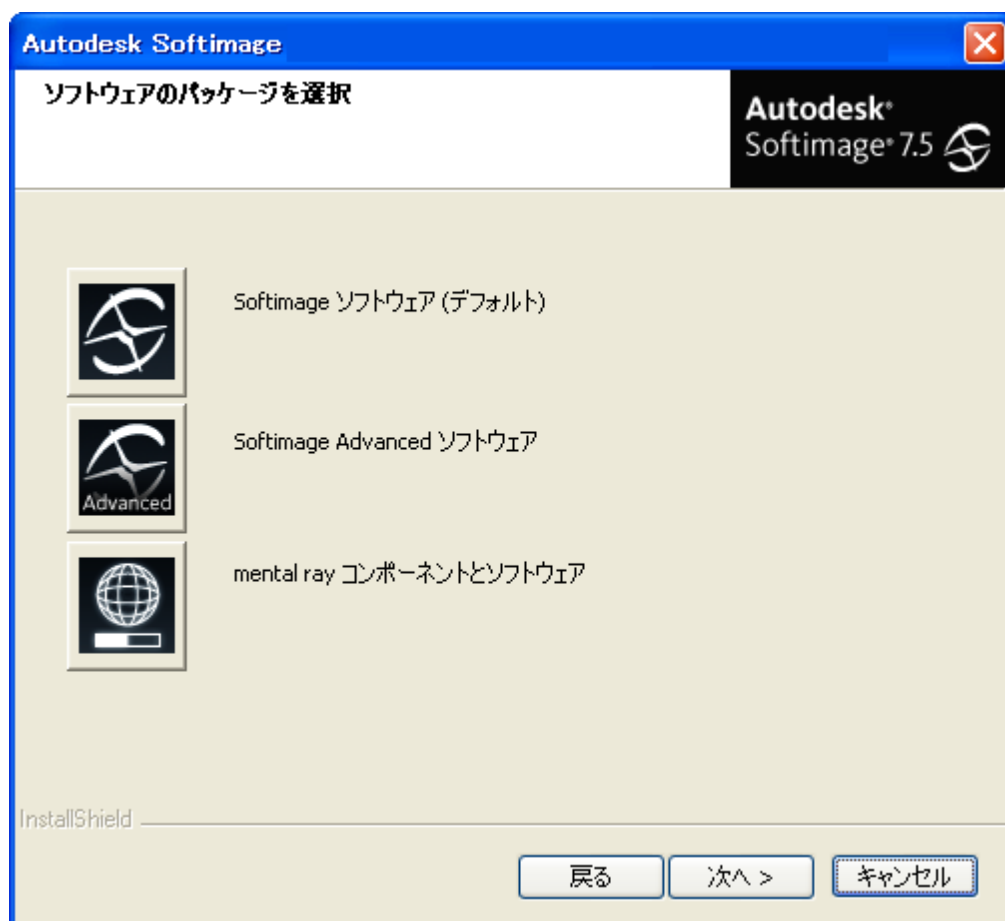 Autodesk Softimage
ソフトウェアのパッケージを選択
Autodesk®
Softimage® 7.5
Softimage ソフトウェア (デフォルト)
Softimage Advanced ソフトウェア
Advanced
mental ray コンポーネントとソフトウェア
InstallShield
戻る
次へ >
キャンセル